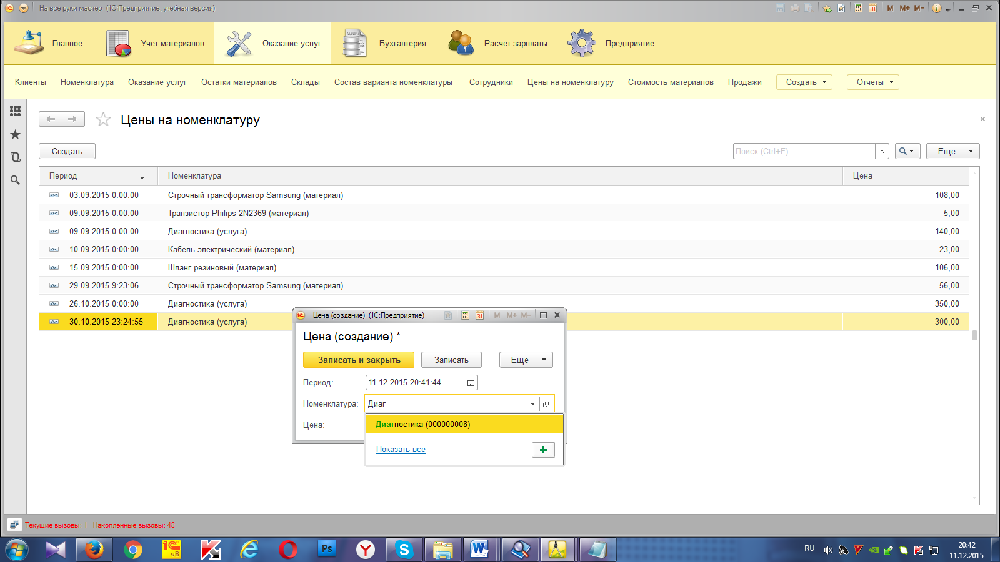 На все руки мастер (1С:Предприятие, учебная версия)
M M+ M-
Главное
Учет материалов
Оказание услуг
Бухгалтерия
Расчет зарплаты
Предприятие
Клиенты Номенклатура Оказание услуг Остатки материалов Склады Состав варианта номенклатуры Сотрудники Цены на номенклатуру Стоимость материалов Продажи Создать Отчеты
Цены на номенклатуру
Создать
Поиск (Ctrl+F)
Еще
Период Номенклатура Цена
03.09.2015 0:00:00 Строчный трансформатор Samsung (материал) 108,00
09.09.2015 0:00:00 Транзистор Philips 2N2369 (материал) 5,00
09.09.2015 0:00:00 Диагностика (услуга) 140,00
10.09.2015 0:00:00 Кабель электрический (материал) 23,00
15.09.2015 0:00:00 Шланг резиновый (материал) 106,00
29.09.2015 9:23:06 Строчный трансформатор Samsung (материал) 56,00
26.10.2015 0:00:00 Диагностика (услуга) 350,00
30.10.2015 23:24:55 Диагностика (услуга) 300,00
Цена (создание) (1С:Предприятие)
M M+ M-
Цена (создание) *
Записать и закрыть Записать Еще
Период: 11.12.2015 20:41:44
Номенклатура: Диаг
Цена:
Диагностика (000000008)
Показать все
Текущие вызовы: 1 Накопленные вызовы: 48
RU
20:42
11.12.2015